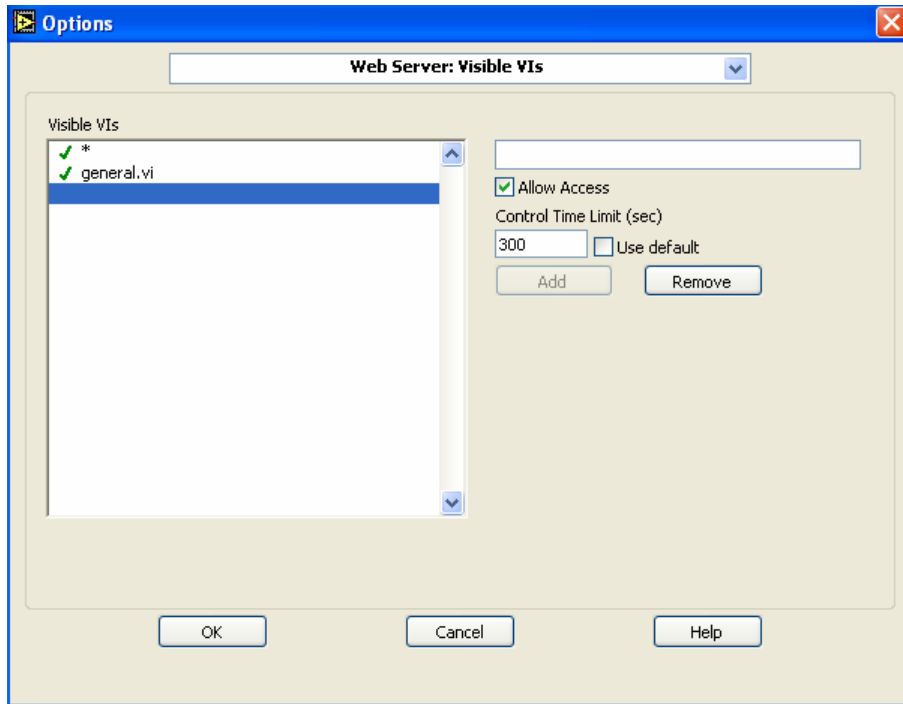 Options
Web Server: Visible VIs
Visible VIs
*
general.vi
Allow Access
Control Time Limit (sec)
300 Use default
Add Remove
OK Cancel Help